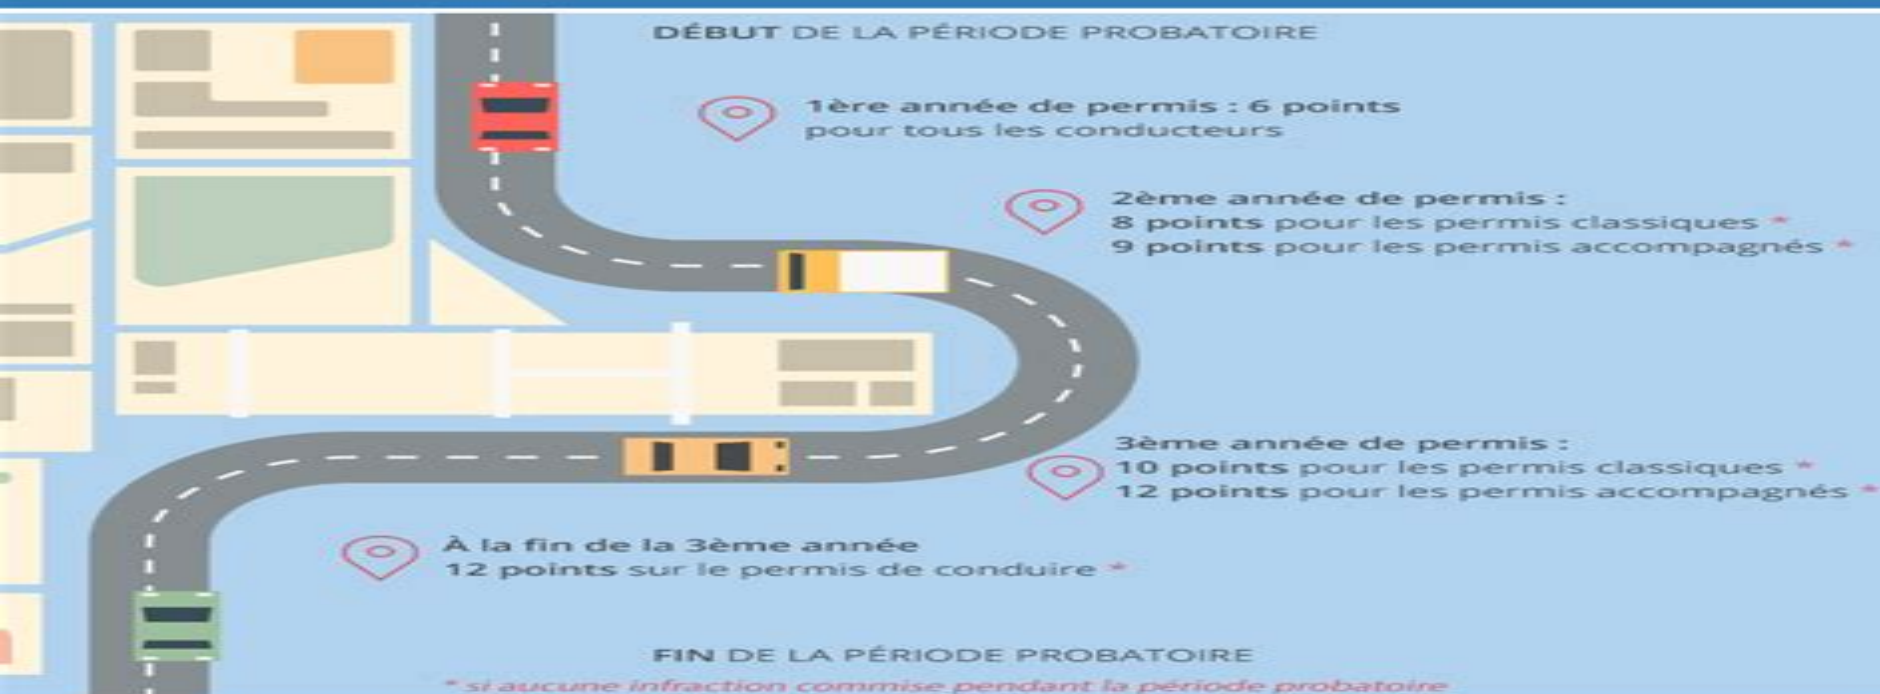 DÉBUT DE LA PÉRIODE PROBATOIRE
1ère année de permis : 6 points
pour tous les conducteurs
2ème année de permis :
8 points pour les permis classiques *
9 points pour les permis accompagnés *
3ème année de permis :
10 points pour les permis classiques *
12 points pour les permis accompagnés *
À la fin de la 3ème année
12 points sur le permis de conduire *
FIN DE LA PÉRIODE PROBATOIRE
* si aucune infraction commise pendant la période probatoire